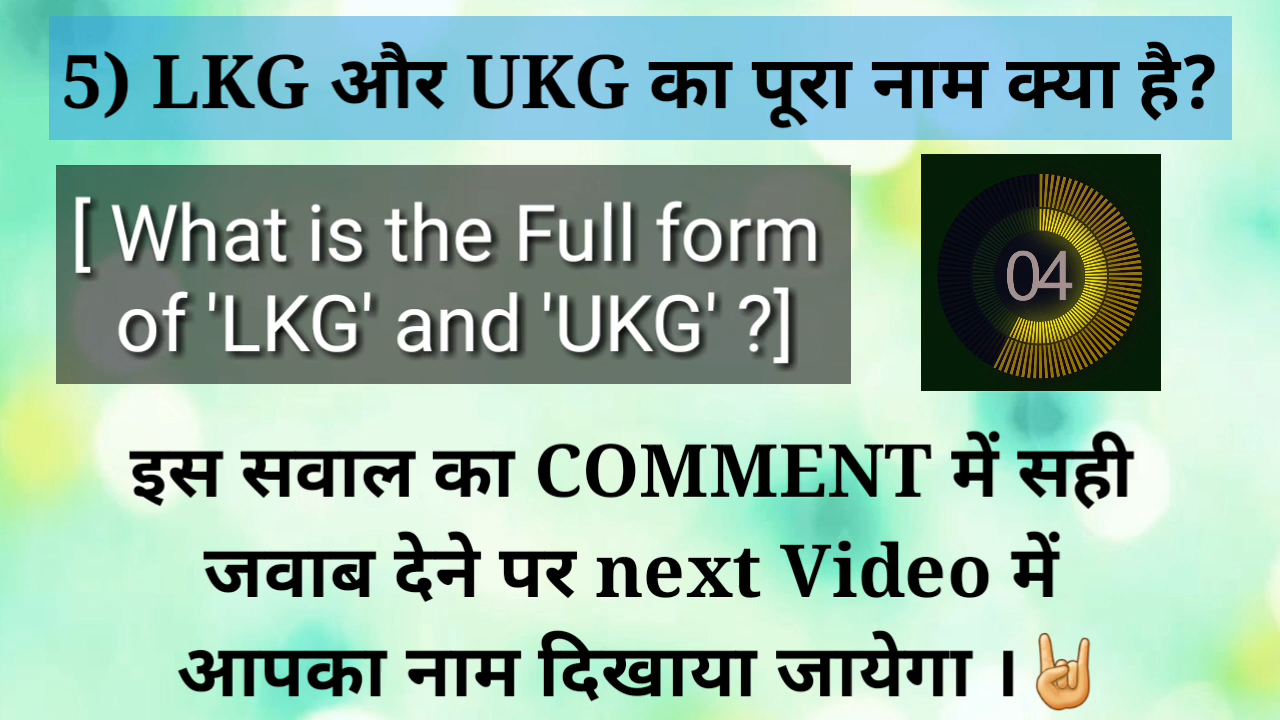 5) LKG और UKG का पूरा नाम क्या है?
[ What is the Full form
of 'LKG' and 'UKG' ?]
04
इस सवाल का COMMENT में सही
जवाब देने पर next Video में
आपका नाम दिखाया जायेगा ।🤘